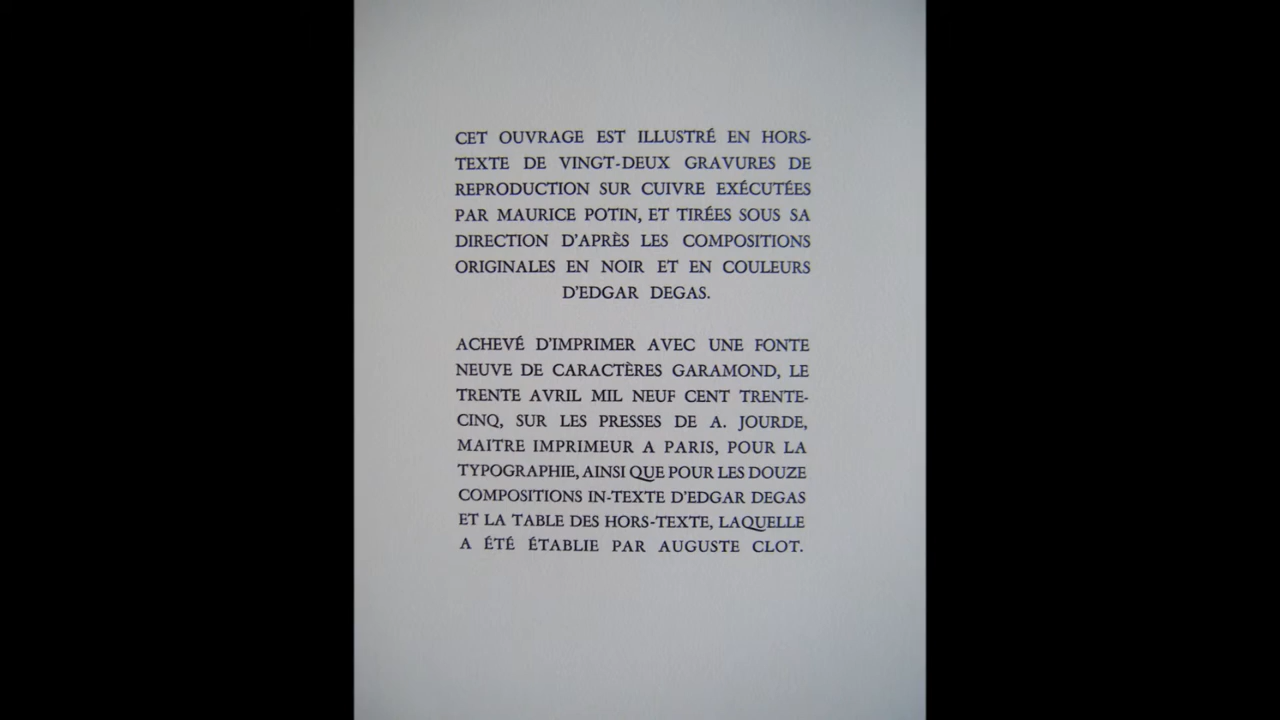 CET OUVRAGE EST ILLUSTRÉ EN HORS-
TEXTE DE VINGT-DEUX GRAVURES DE
REPRODUCTION SUR CUIVRE EXÉCUTÉES
PAR MAURICE POTIN, ET TIRÉES SOUS SA
DIRECTION D'APRÈS LES COMPOSITIONS
ORIGINALES EN NOIR ET EN COULEURS
D'EDGAR DEGAS.
ACHEVÉ D'IMPRIMER AVEC UNE FONTE
NEUVE DE CARACTÈRES GARAMOND, LE
TRENTE AVRIL MIL NEUF CENT TRENTE-
CINQ, SUR LES PRESSES DE A. JOURDE,
MAITRE IMPRIMEUR A PARIS, POUR LA
TYPOGRAPHIE, AINSI QUE POUR LES DOUZE
COMPOSITIONS IN-TEXTE D'EDGAR DEGAS
ET LA TABLE DES HORS-TEXTE, LAQUELLE
A ÉTÉ ÉTABLIE PAR AUGUSTE CLOT.